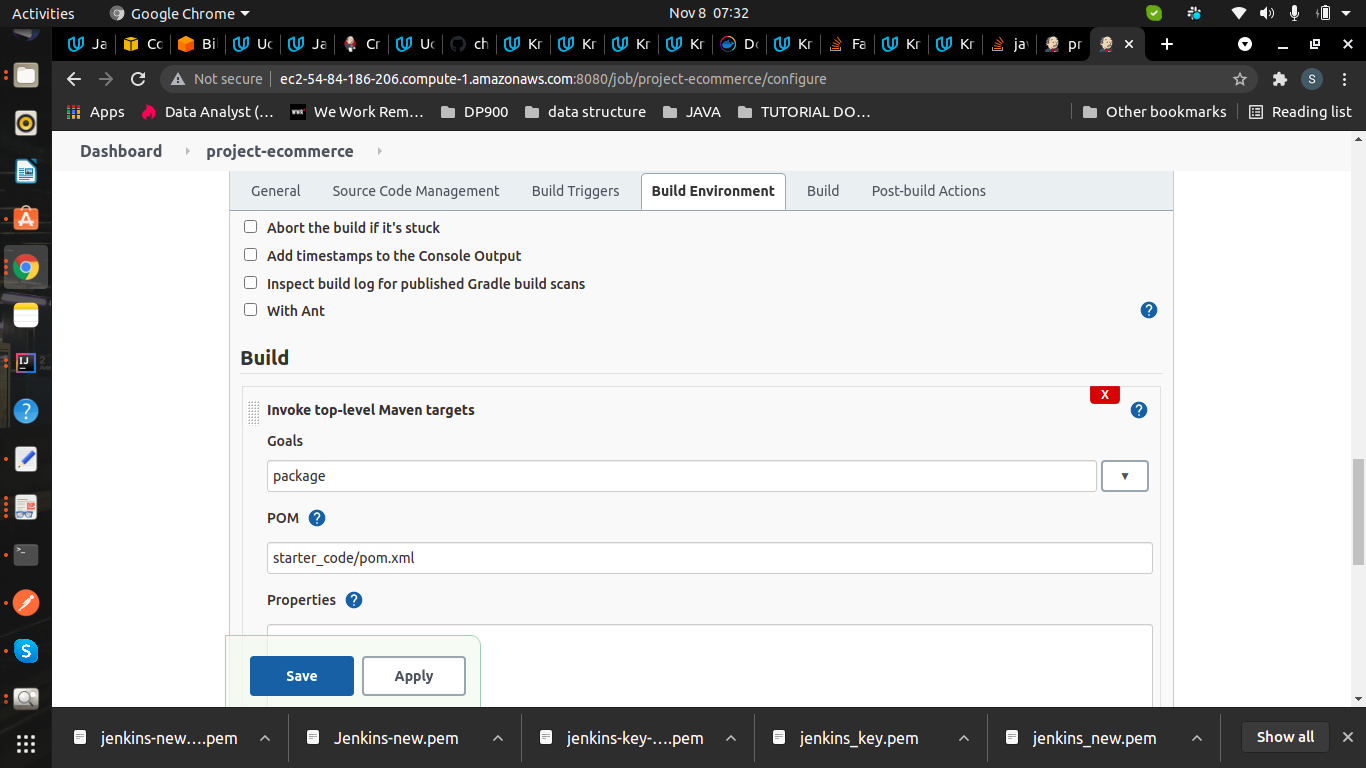 Activities Google Chrome Nov 8 07:32
Ja Co Bi Uc Ja Cr Uc ch Kr Kr Kr Kr Do Kr Fa Kr Kr jav pr
Not secure ec2-54-84-186-206.compute-1.amazonaws.com:8080/job/project-ecommerce/configure S
Apps Data Analyst (… We Work Rem… DP900 data structure JAVA TUTORIAL DO… Other bookmarks Reading list
Dashboard project-ecommerce
General Source Code Management Build Triggers Build Environment Build Post-build Actions
Abort the build if it's stuck
Add timestamps to the Console Output
Inspect build log for published Gradle build scans
With Ant ?
Build
X
Invoke top-level Maven targets ?
Goals
package
POM ?
starter_code/pom.xml
Properties ?
Save Apply
jenkins-new….pem Jenkins-new.pem jenkins-key-….pem jenkins_key.pem jenkins_new.pem Show all